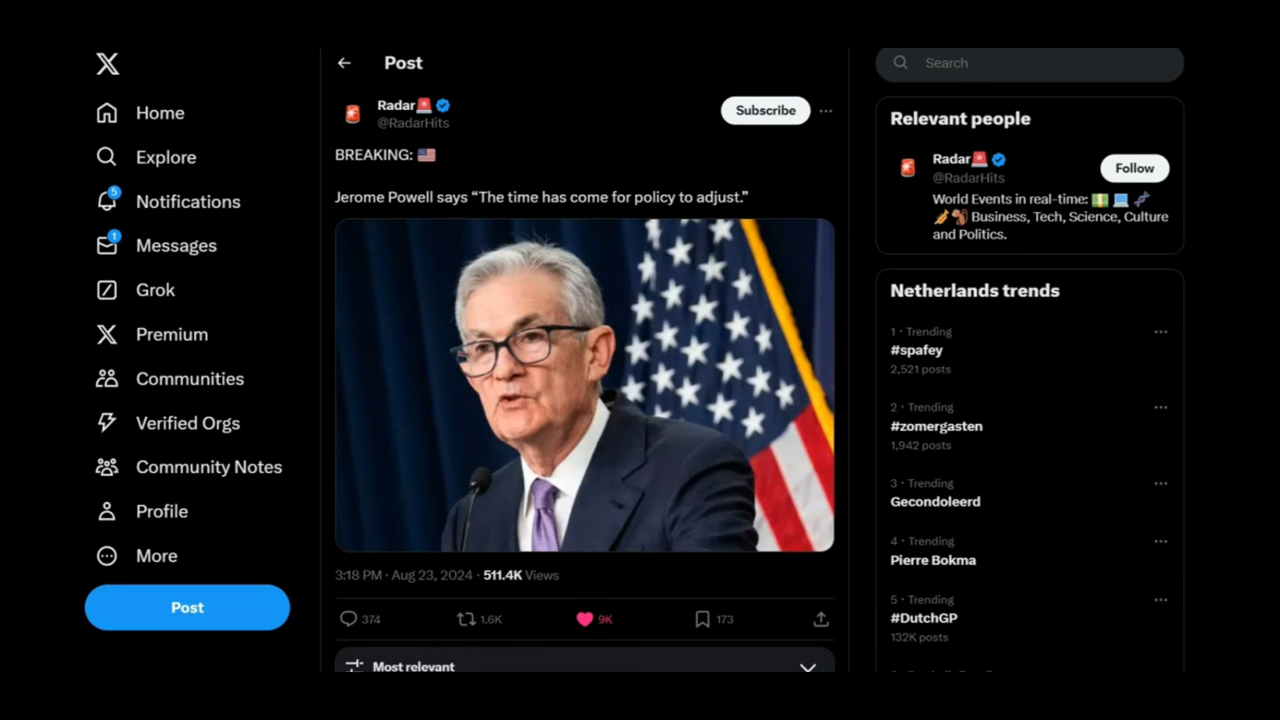 Home
Explore
5
Notifications
1
Messages
Grok
Premium
Communities
Verified Orgs
Community Notes
Profile
More
Post
Post
Radar🚨
@RadarHits
Subscribe
BREAKING: 🇺🇸
Jerome Powell says “The time has come for policy to adjust.”
3:18 PM · Aug 23, 2024 · 511.4K Views
374
1.6K
9K
173
Most relevant
Search
Relevant people
Radar🚨
@RadarHits
Follow
World Events in real-time: 💵 💻 🧬
🎺 🥊 Business, Tech, Science, Culture
and Politics.
Netherlands trends
1 · Trending
#spafey
2,521 posts
2 · Trending
#zomergasten
1,942 posts
3 · Trending
Gecondoleerd
4 · Trending
Pierre Bokma
5 · Trending
#DutchGP
132K posts